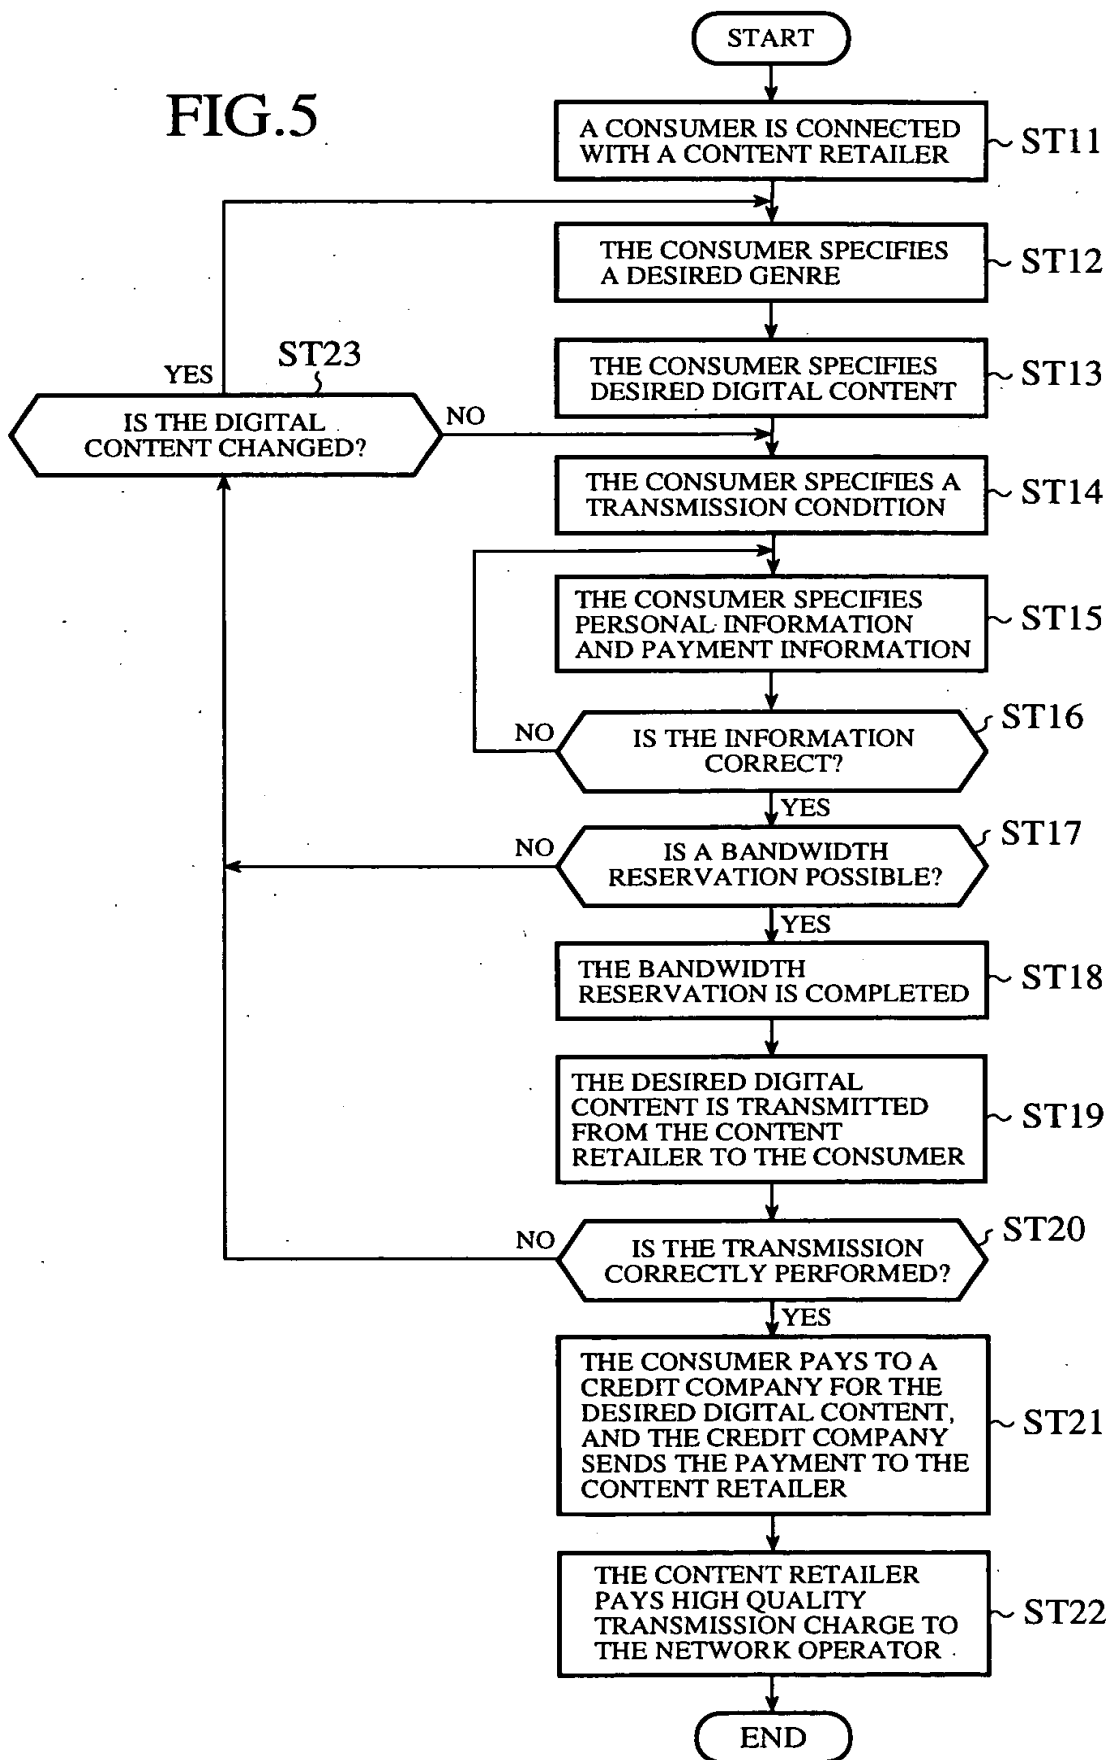 START
FIG.5
A CONSUMER IS CONNECTED
WITH A CONTENT RETAILER
ST11
THE CONSUMER SPECIFIES
A DESIRED GENRE
ST12
THE CONSUMER SPECIFIES
DESIRED DIGITAL CONTENT
ST13
YES
ST23
IS THE DIGITAL
CONTENT CHANGED?
NO
THE CONSUMER SPECIFIES A
TRANSMISSION CONDITION
ST14
THE CONSUMER SPECIFIES
PERSONAL INFORMATION
AND PAYMENT INFORMATION
ST15
NO
IS THE INFORMATION
CORRECT?
ST16
YES
NO
IS A BANDWIDTH
RESERVATION POSSIBLE?
ST17
YES
THE BANDWIDTH
RESERVATION IS COMPLETED
ST18
THE DESIRED DIGITAL
CONTENT IS TRANSMITTED
FROM THE CONTENT
RETAILER TO THE CONSUMER
ST19
NO
IS THE TRANSMISSION
CORRECTLY PERFORMED?
ST20
YES
THE CONSUMER PAYS TO A
CREDIT COMPANY FOR THE
DESIRED DIGITAL CONTENT,
AND THE CREDIT COMPANY
SENDS THE PAYMENT TO THE
CONTENT RETAILER
ST21
THE CONTENT RETAILER
PAYS HIGH QUALITY
TRANSMISSION CHARGE TO
THE NETWORK OPERATOR
ST22
END